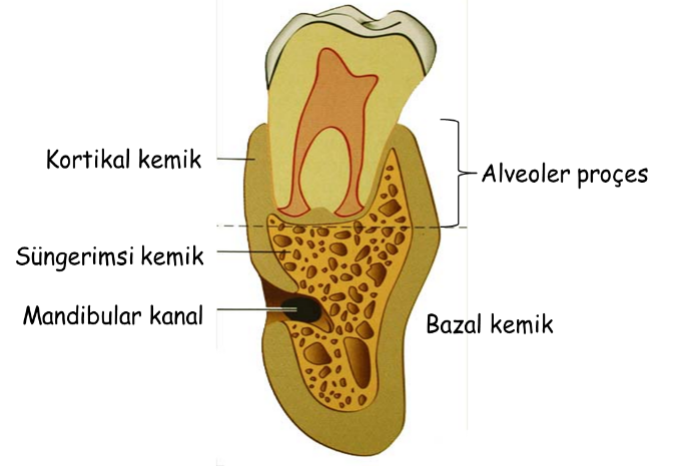 Kortikal kemik
Alveoler proçes
Süngerimsi kemik
Mandibular kanal
Bazal kemik